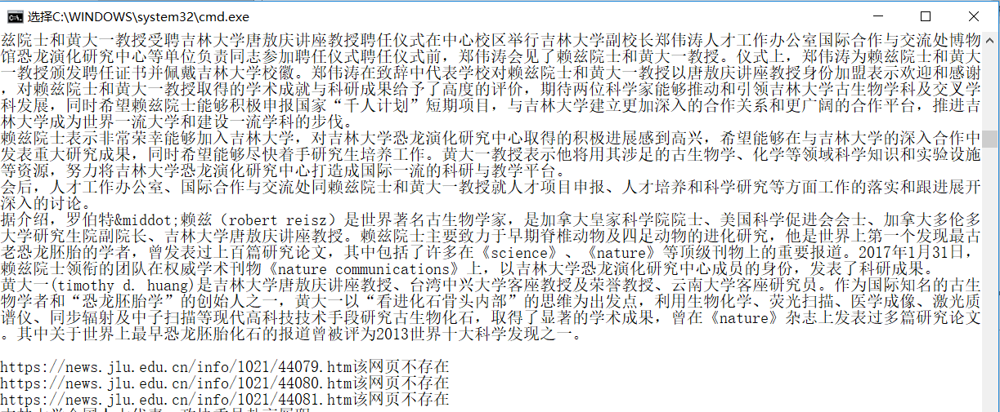 选择C:\WINDOWS\system32\cmd.exe
兹院士和黄大一教授受聘吉林大学唐敖庆讲座教授聘任仪式在中心校区举行吉林大学副校长郑伟涛人才工作办公室国际合作与交流处博物
馆恐龙演化研究中心等单位负责同志参加聘任仪式聘任仪式前，郑伟涛会见了赖兹院士和黄大一教授。仪式上，郑伟涛为赖兹院士和黄大
一教授颁发聘任证书并佩戴吉林大学校徽。郑伟涛在致辞中代表学校对赖兹院士和黄大一教授以唐敖庆讲座教授身份加盟表示欢迎和感谢
，对赖兹院士和黄大一教授取得的学术成就与科研成果给予了高度的评价，期待两位科学家能够推动和引领吉林大学古生物学科及交叉学
科发展，同时希望赖兹院士能够积极申报国家“千人计划”短期项目，与吉林大学建立更加深入的合作关系和更广阔的合作平台，推进吉
林大学成为世界一流大学和建设一流学科的步伐。
赖兹院士表示非常荣幸能够加入吉林大学，对吉林大学恐龙演化研究中心取得的积极进展感到高兴，希望能够在与吉林大学的深入合作中
发表重大研究成果，同时希望能够尽快着手研究生培养工作。黄大一教授表示他将用其涉足的古生物学、化学等领域科学知识和实验设施
等资源，努力将吉林大学恐龙演化研究中心打造成国际一流的科研与教学平台。
会后，人才工作办公室、国际合作与交流处同赖兹院士和黄大一教授就人才项目申报、人才培养和科学研究等方面工作的落实和跟进展开
深入的讨论。
据介绍，罗伯特&middot;赖兹（robert reisz）是世界著名古生物学家，是加拿大皇家科学院院士、美国科学促进会会士、加拿大多伦多
大学研究生院副院长、吉林大学唐敖庆讲座教授。赖兹院士主要致力于早期脊椎动物及四足动物的进化研究，他是世界上第一个发现最古
老恐龙胚胎的学者，曾发表过上百篇研究论文，其中包括了许多在《science》、《nature》等顶级刊物上的重要报道。2017年1月31日，
赖兹院士领衔的团队在权威学术刊物《nature communications》上，以吉林大学恐龙演化研究中心成员的身份，发表了科研成果。
黄大一(timothy d. huang)是吉林大学唐敖庆讲座教授、台湾中兴大学客座教授及荣誉教授、云南大学客座研究员。作为国际知名的古生
物学者和“恐龙胚胎学”的创始人之一，黄大一以“看进化石骨头内部”的思维为出发点，利用生物化学、荧光扫描、医学成像、激光质
谱仪、同步辐射及中子扫描等现代高科技技术手段研究古生物化石，取得了显著的学术成果，曾在《nature》杂志上发表过多篇研究论文
。其中关于世界上最早恐龙胚胎化石的报道曾被评为2013世界十大科学发现之一。
https://news.jlu.edu.cn/info/1021/44079.htm该网页不存在
https://news.jlu.edu.cn/info/1021/44080.htm该网页不存在
https://news.jlu.edu.cn/info/1021/44081.htm该网页不存在